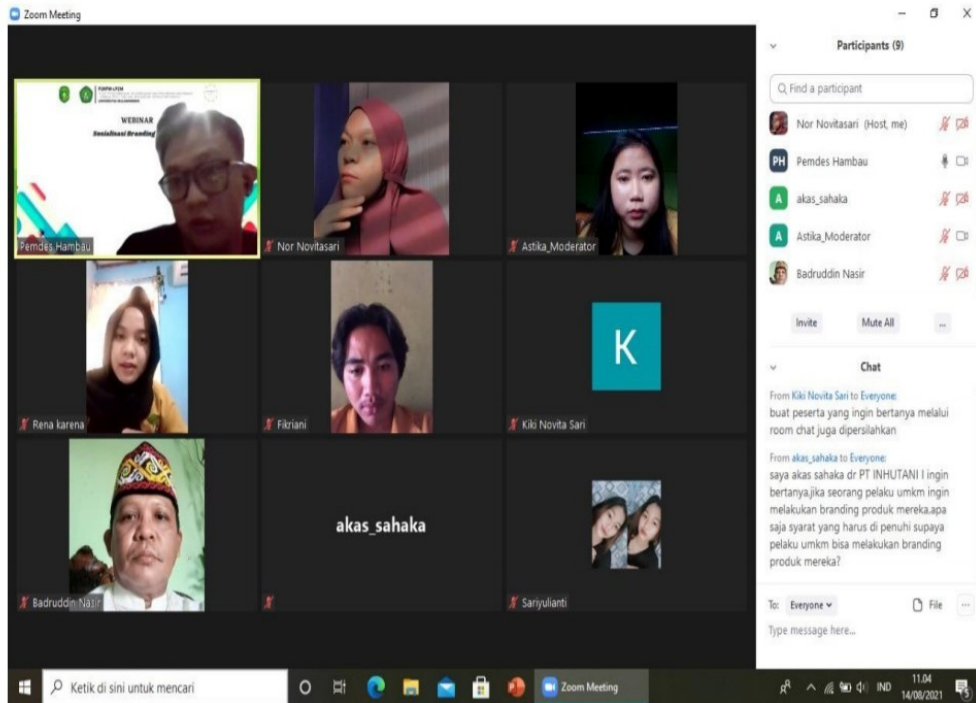 Zoom Meeting
WEBINAR
Sosialisasi Branding
Pemdes Hambau
Nor Novitasari
Astika_Moderator
Rena karena
Fikriani
K
Kiki Novita Sari
Badruddin Nasir
akas_sahaka
Sariyulianti
Participants (9)
Find a participant
Nor Novitasari (Host, me)
PH Pemdes Hambau
A akas_sahaka
A Astika_Moderator
Badruddin Nasir
Invite Mute All ...
Chat
From Kiki Novita Sari to Everyone:
buat peserta yang ingin bertanya melalui
room chat juga dipersilahkan
From akas_sahaka to Everyone:
saya akas sahaka dr PT INHUTANI I ingin
bertanya,jika seorang pelaku umkm ingin
melakukan branding produk mereka,apa
saja syarat yang harus di penuhi supaya
pelaku umkm bisa melakukan branding
produk mereka?
To: Everyone File ...
Type message here...
Ketik di sini untuk mencari
Zoom Meeting
IND
11.04
14/08/2021
5